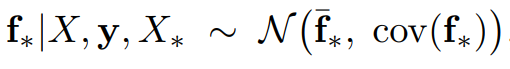 f∗|X, y, X∗ ∼ 𝒩(f̄∗, cov(f∗))